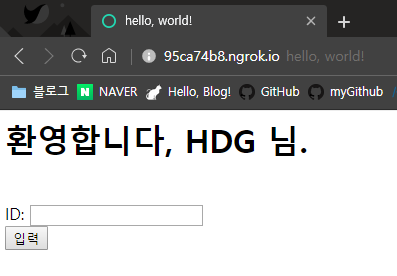 hello, world!
95ca74b8.ngrok.io hello, world!
블로그 NAVER Hello, Blog! GitHub myGithub
환영합니다, HDG 님.
ID:
입력